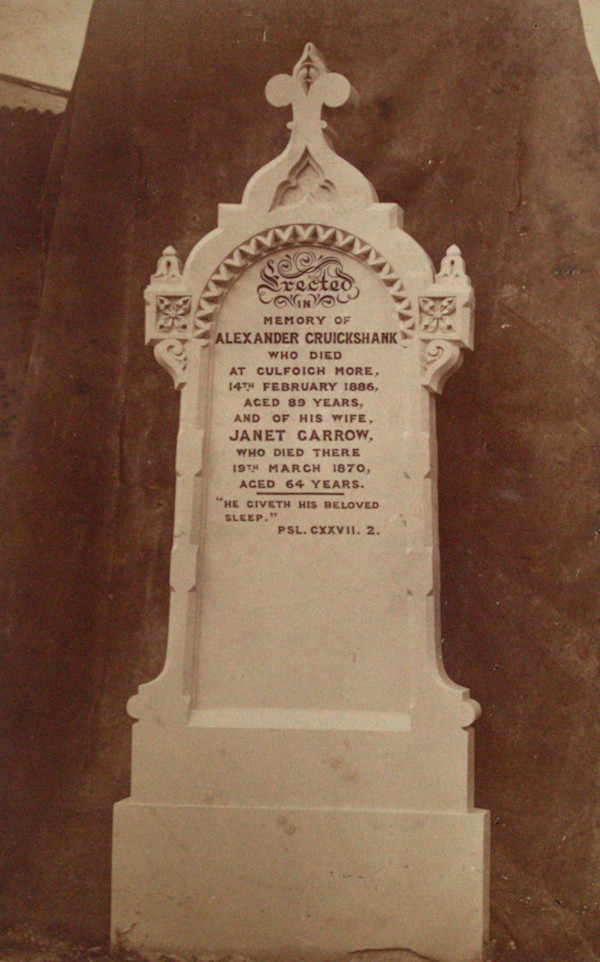 Erected
IN
MEMORY OF
ALEXANDER CRUICKSHANK
WHO DIED
AT CULFOICH MORE,
14TH FEBRUARY 1886,
AGED 89 YEARS,
AND OF HIS WIFE,
JANET GARROW,
WHO DIED THERE
19TH MARCH 1870,
AGED 64 YEARS.
"HE GIVETH HIS BELOVED
SLEEP."
PSL. CXXVII. 2.